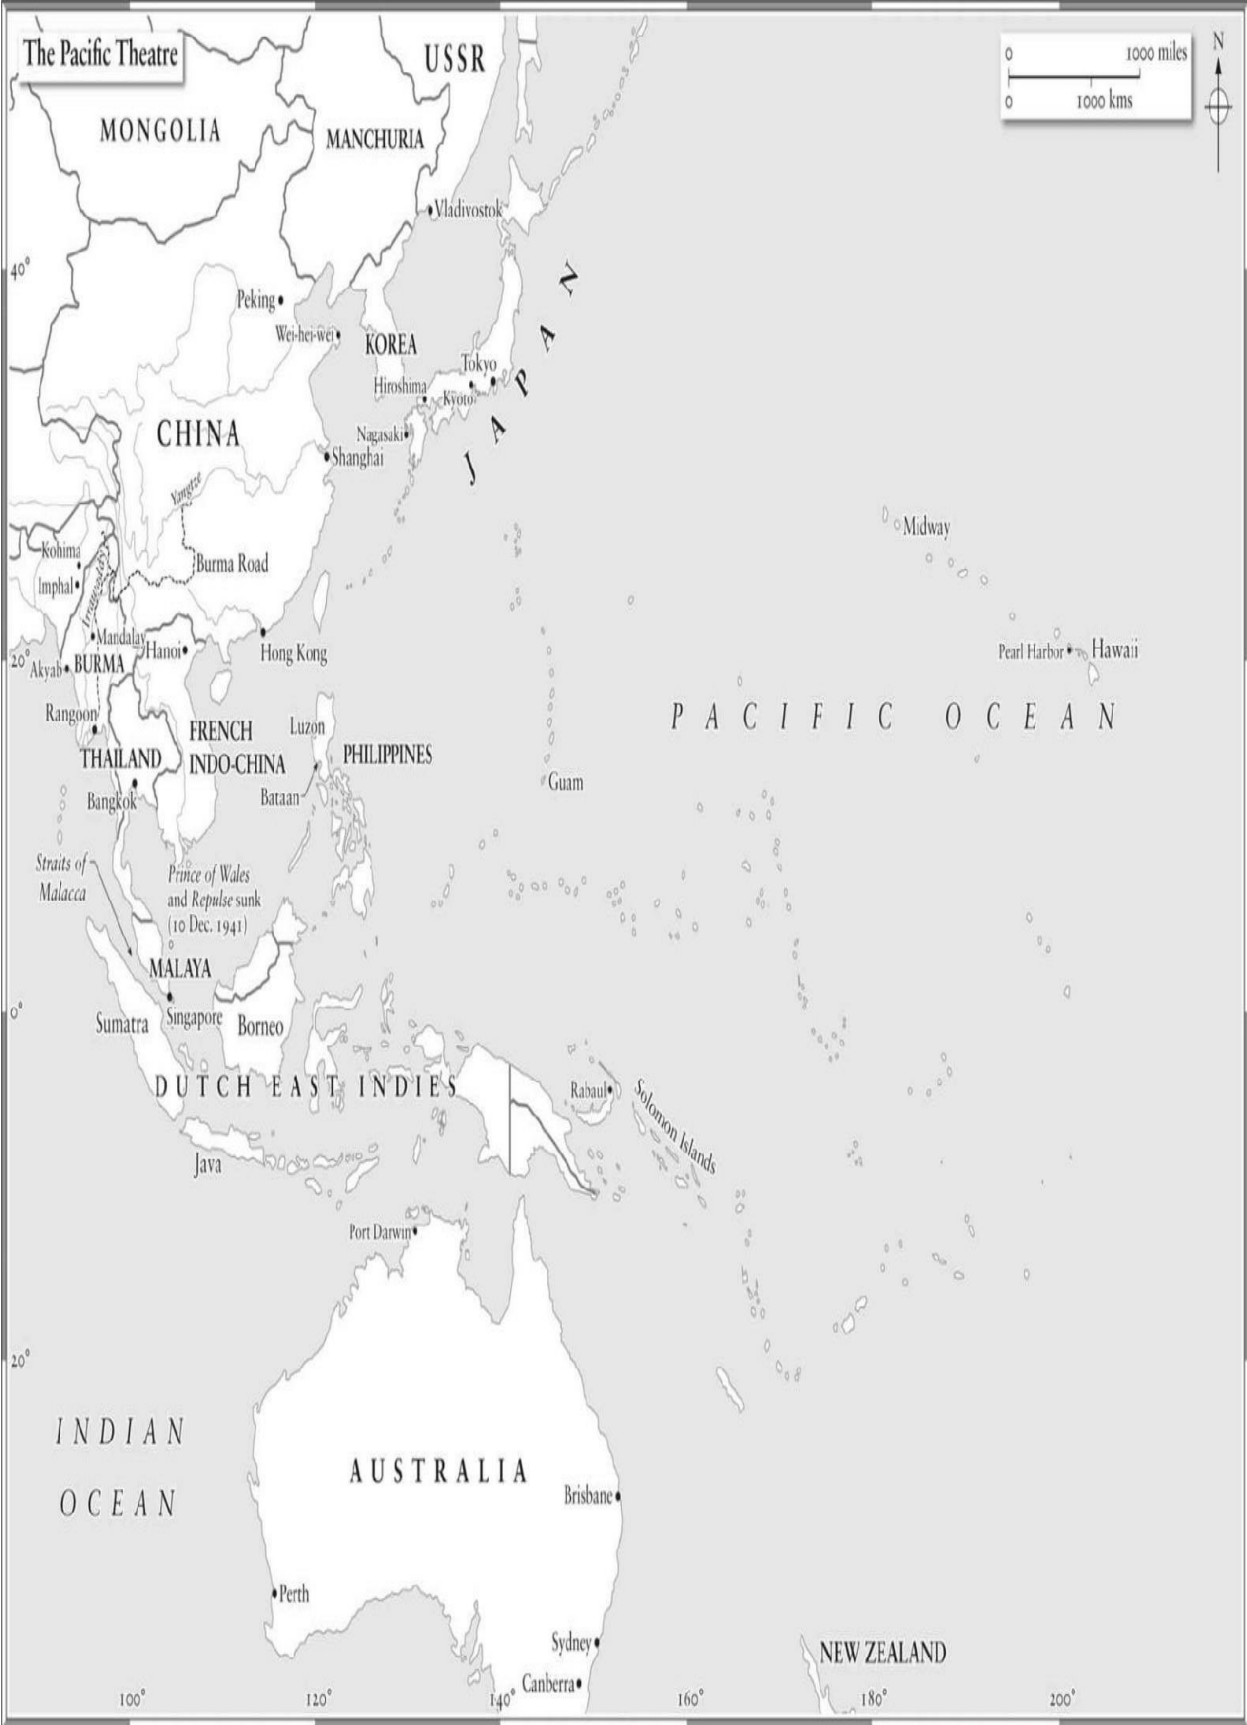 The Pacific Theatre
USSR
0 1000 miles
0 1000 kms
N
MONGOLIA
MANCHURIA
Vladivostok
40°
Peking
Wei-hei-wei
KOREA
JAPAN
Tokyo
Hiroshima
Kyoto
CHINA
Nagasaki
Shanghai
Yangtze
Midway
Kohima
Burma Road
Imphal
Irrawaddy
Mandalay
Hanoi
Hong Kong
Pearl Harbor
Hawaii
20°
Akyab
BURMA
Rangoon
FRENCH
INDO-CHINA
Luzon
PACIFIC OCEAN
THAILAND
PHILIPPINES
Bangkok
Bataan
Guam
Straits of
Malacca
Prince of Wales
and Repulse sunk
(10 Dec. 1941)
MALAYA
0°
Sumatra
Singapore
Borneo
DUTCH EAST INDIES
Rabaul
Solomon Islands
Java
Port Darwin
20°
INDIAN
OCEAN
AUSTRALIA
Brisbane
Perth
Sydney
NEW ZEALAND
Canberra
100° 120° 140° 160° 180° 200°